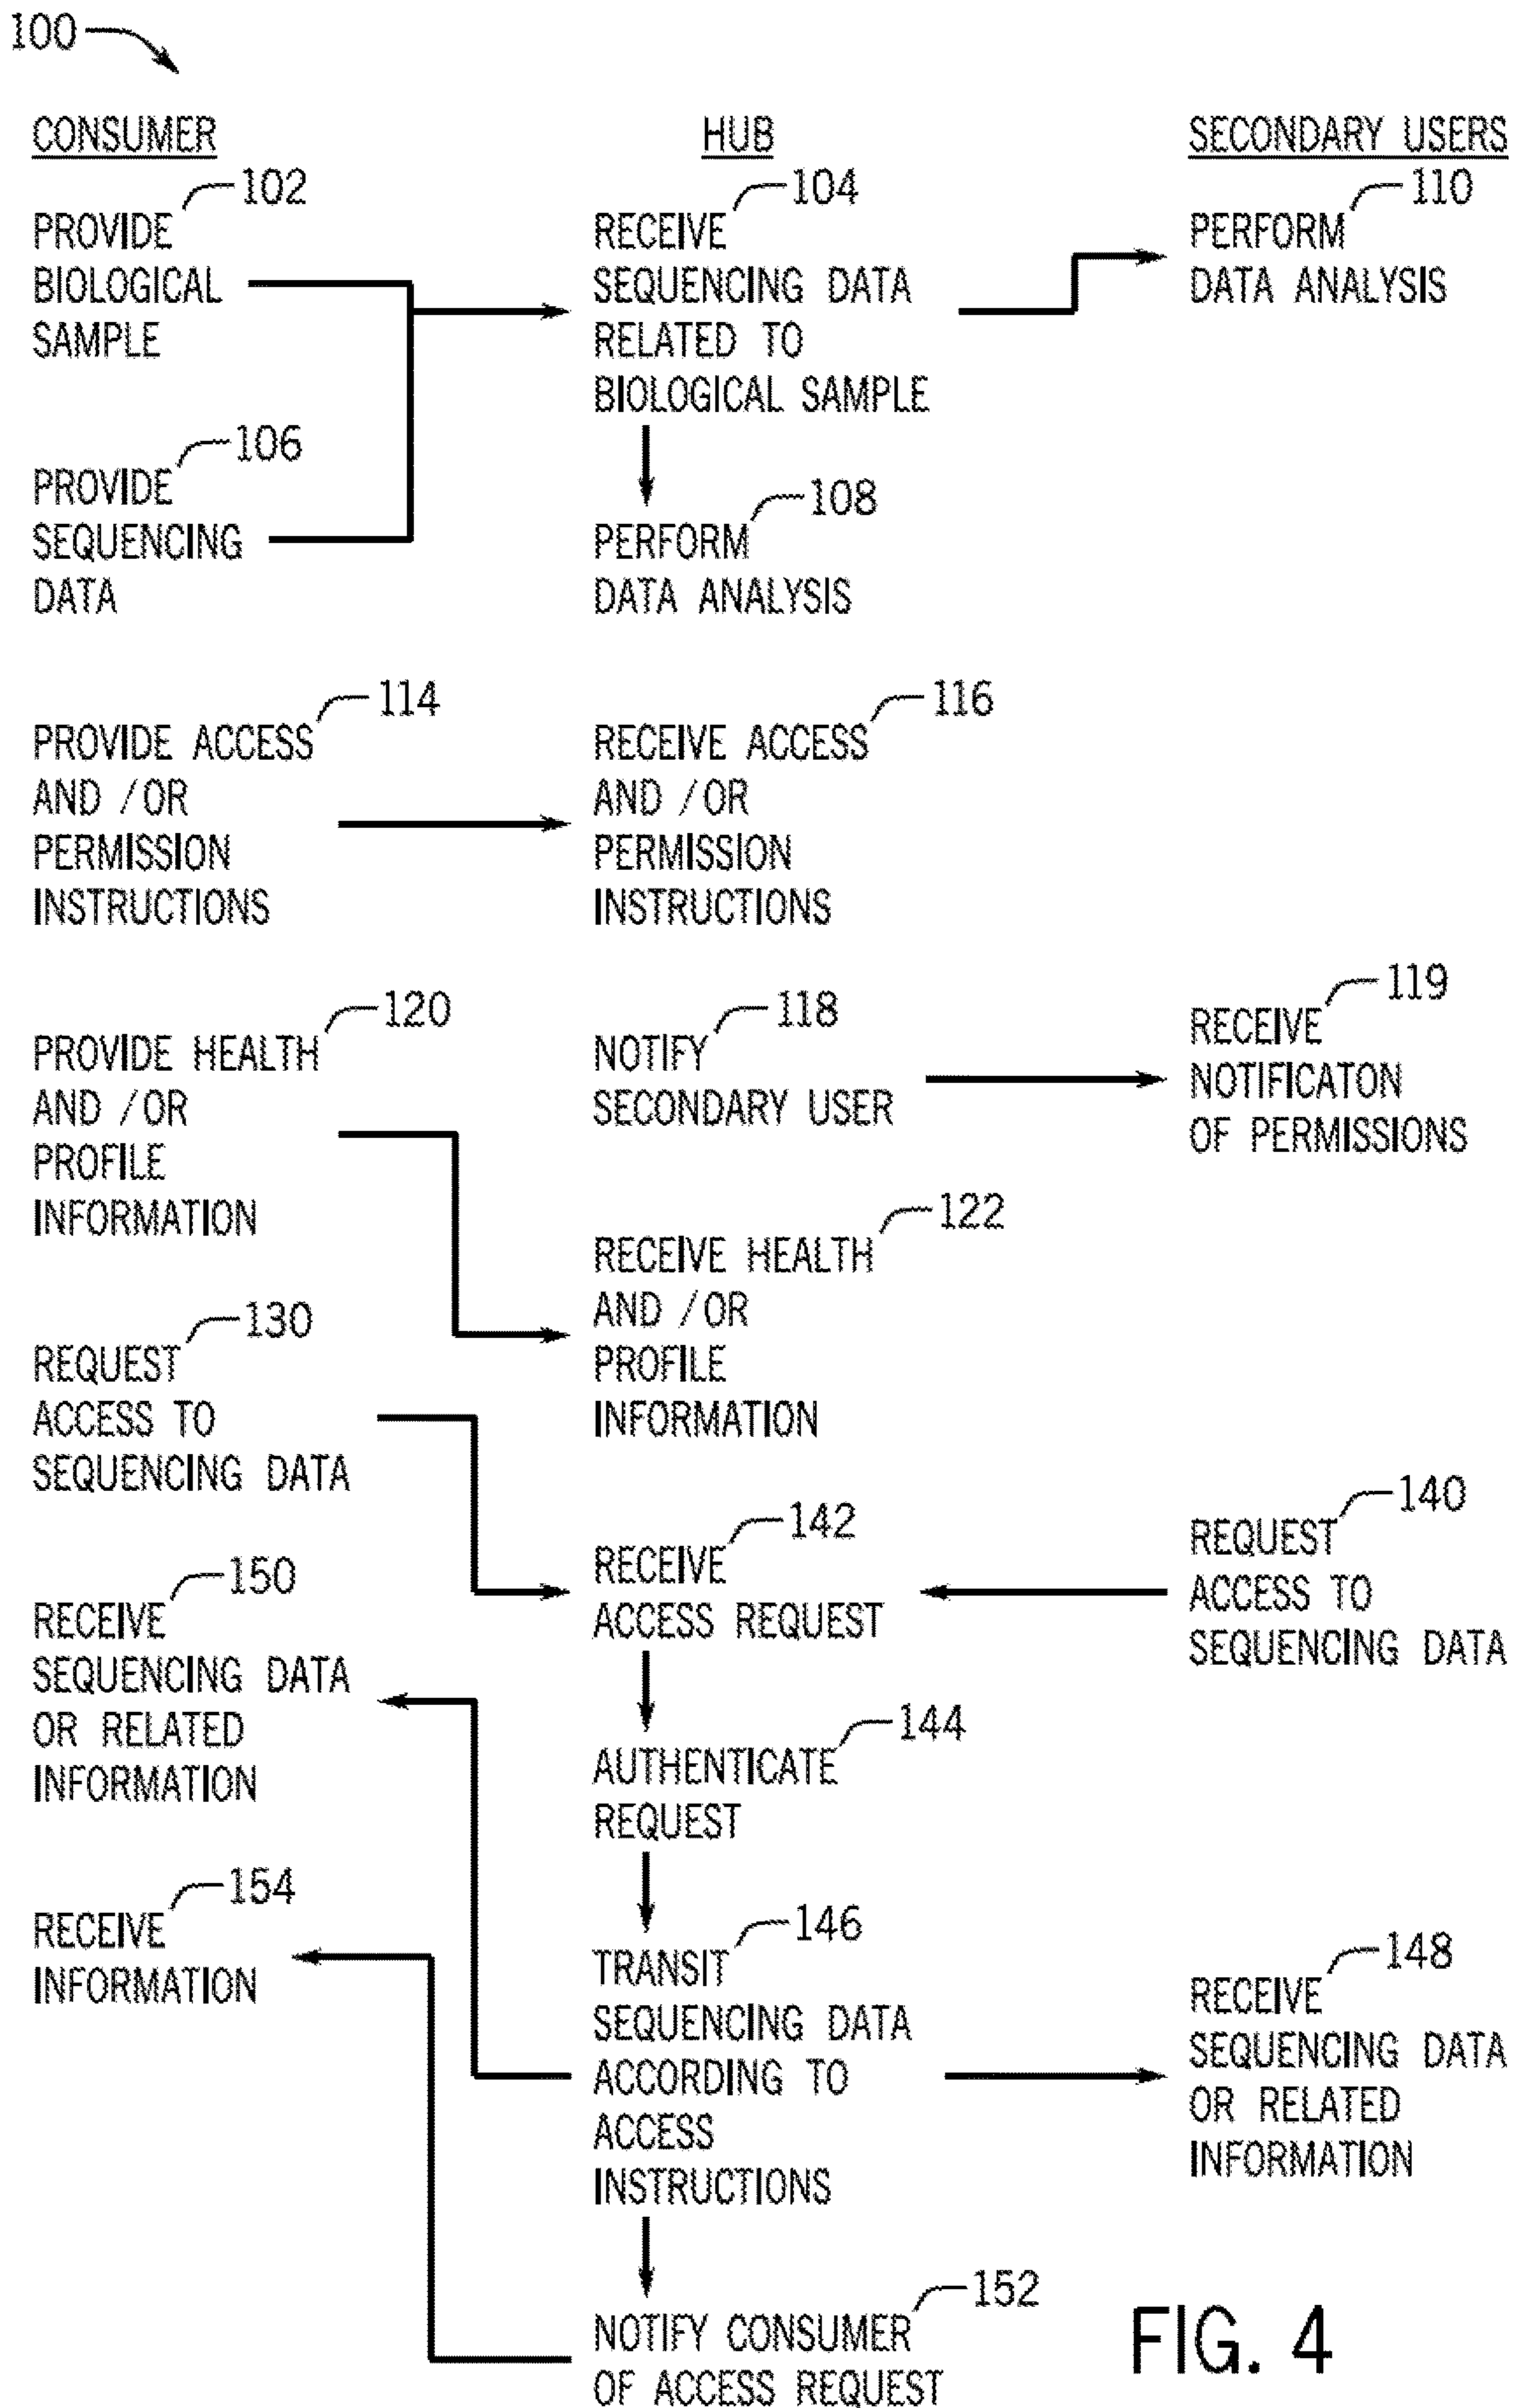 100
CONSUMER
102
PROVIDE
BIOLOGICAL
SAMPLE
106
PROVIDE
SEQUENCING
DATA
114
PROVIDE ACCESS
AND /OR
PERMISSION
INSTRUCTIONS
120
PROVIDE HEALTH
AND /OR
PROFILE
INFORMATION
130
REQUEST
ACCESS TO
SEQUENCING DATA
150
RECEIVE
SEQUENCING DATA
OR RELATED
INFORMATION
154
RECEIVE
INFORMATION
HUB
104
RECEIVE
SEQUENCING DATA
RELATED TO
BIOLOGICAL SAMPLE
108
PERFORM
DATA ANALYSIS
116
RECEIVE ACCESS
AND /OR
PERMISSION
INSTRUCTIONS
118
NOTIFY
SECONDARY USER
122
RECEIVE HEALTH
AND /OR
PROFILE
INFORMATION
142
RECEIVE
ACCESS REQUEST
144
AUTHENTICATE
REQUEST
146
TRANSIT
SEQUENCING DATA
ACCORDING TO
ACCESS
INSTRUCTIONS
152
NOTIFY CONSUMER
OF ACCESS REQUEST
SECONDARY USERS
110
PERFORM
DATA ANALYSIS
119
RECEIVE
NOTIFICATON
OF PERMISSIONS
140
REQUEST
ACCESS TO
SEQUENCING DATA
148
RECEIVE
SEQUENCING DATA
OR RELATED
INFORMATION
FIG. 4